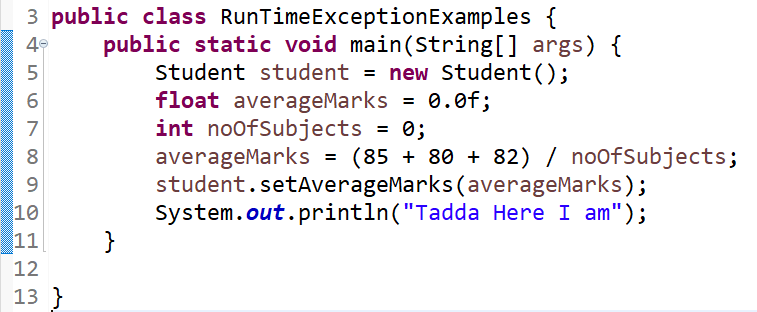 3 public class RunTimeExceptionExamples {
4 public static void main(String[] args) {
5 Student student = new Student();
6 float averageMarks = 0.0f;
7 int noOfSubjects = 0;
8 averageMarks = (85 + 80 + 82) / noOfSubjects;
9 student.setAverageMarks(averageMarks);
10 System.out.println("Tadda Here I am");
11 }
12
13 }